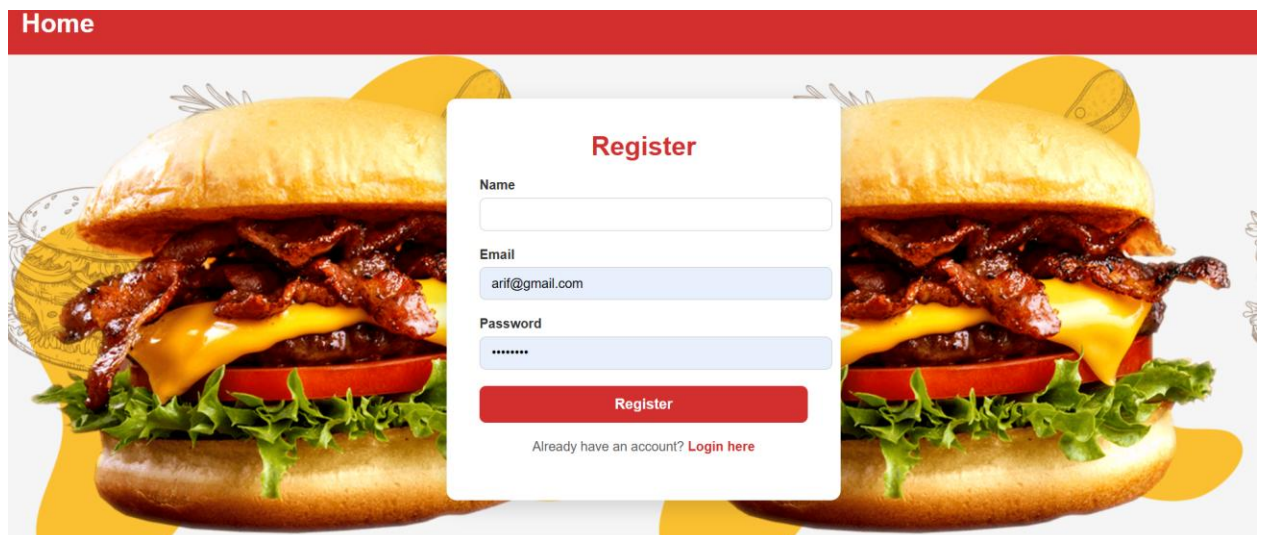 Home
Register
Name
Email
arif@gmail.com
Password
••••••••
Register
Already have an account? Login here